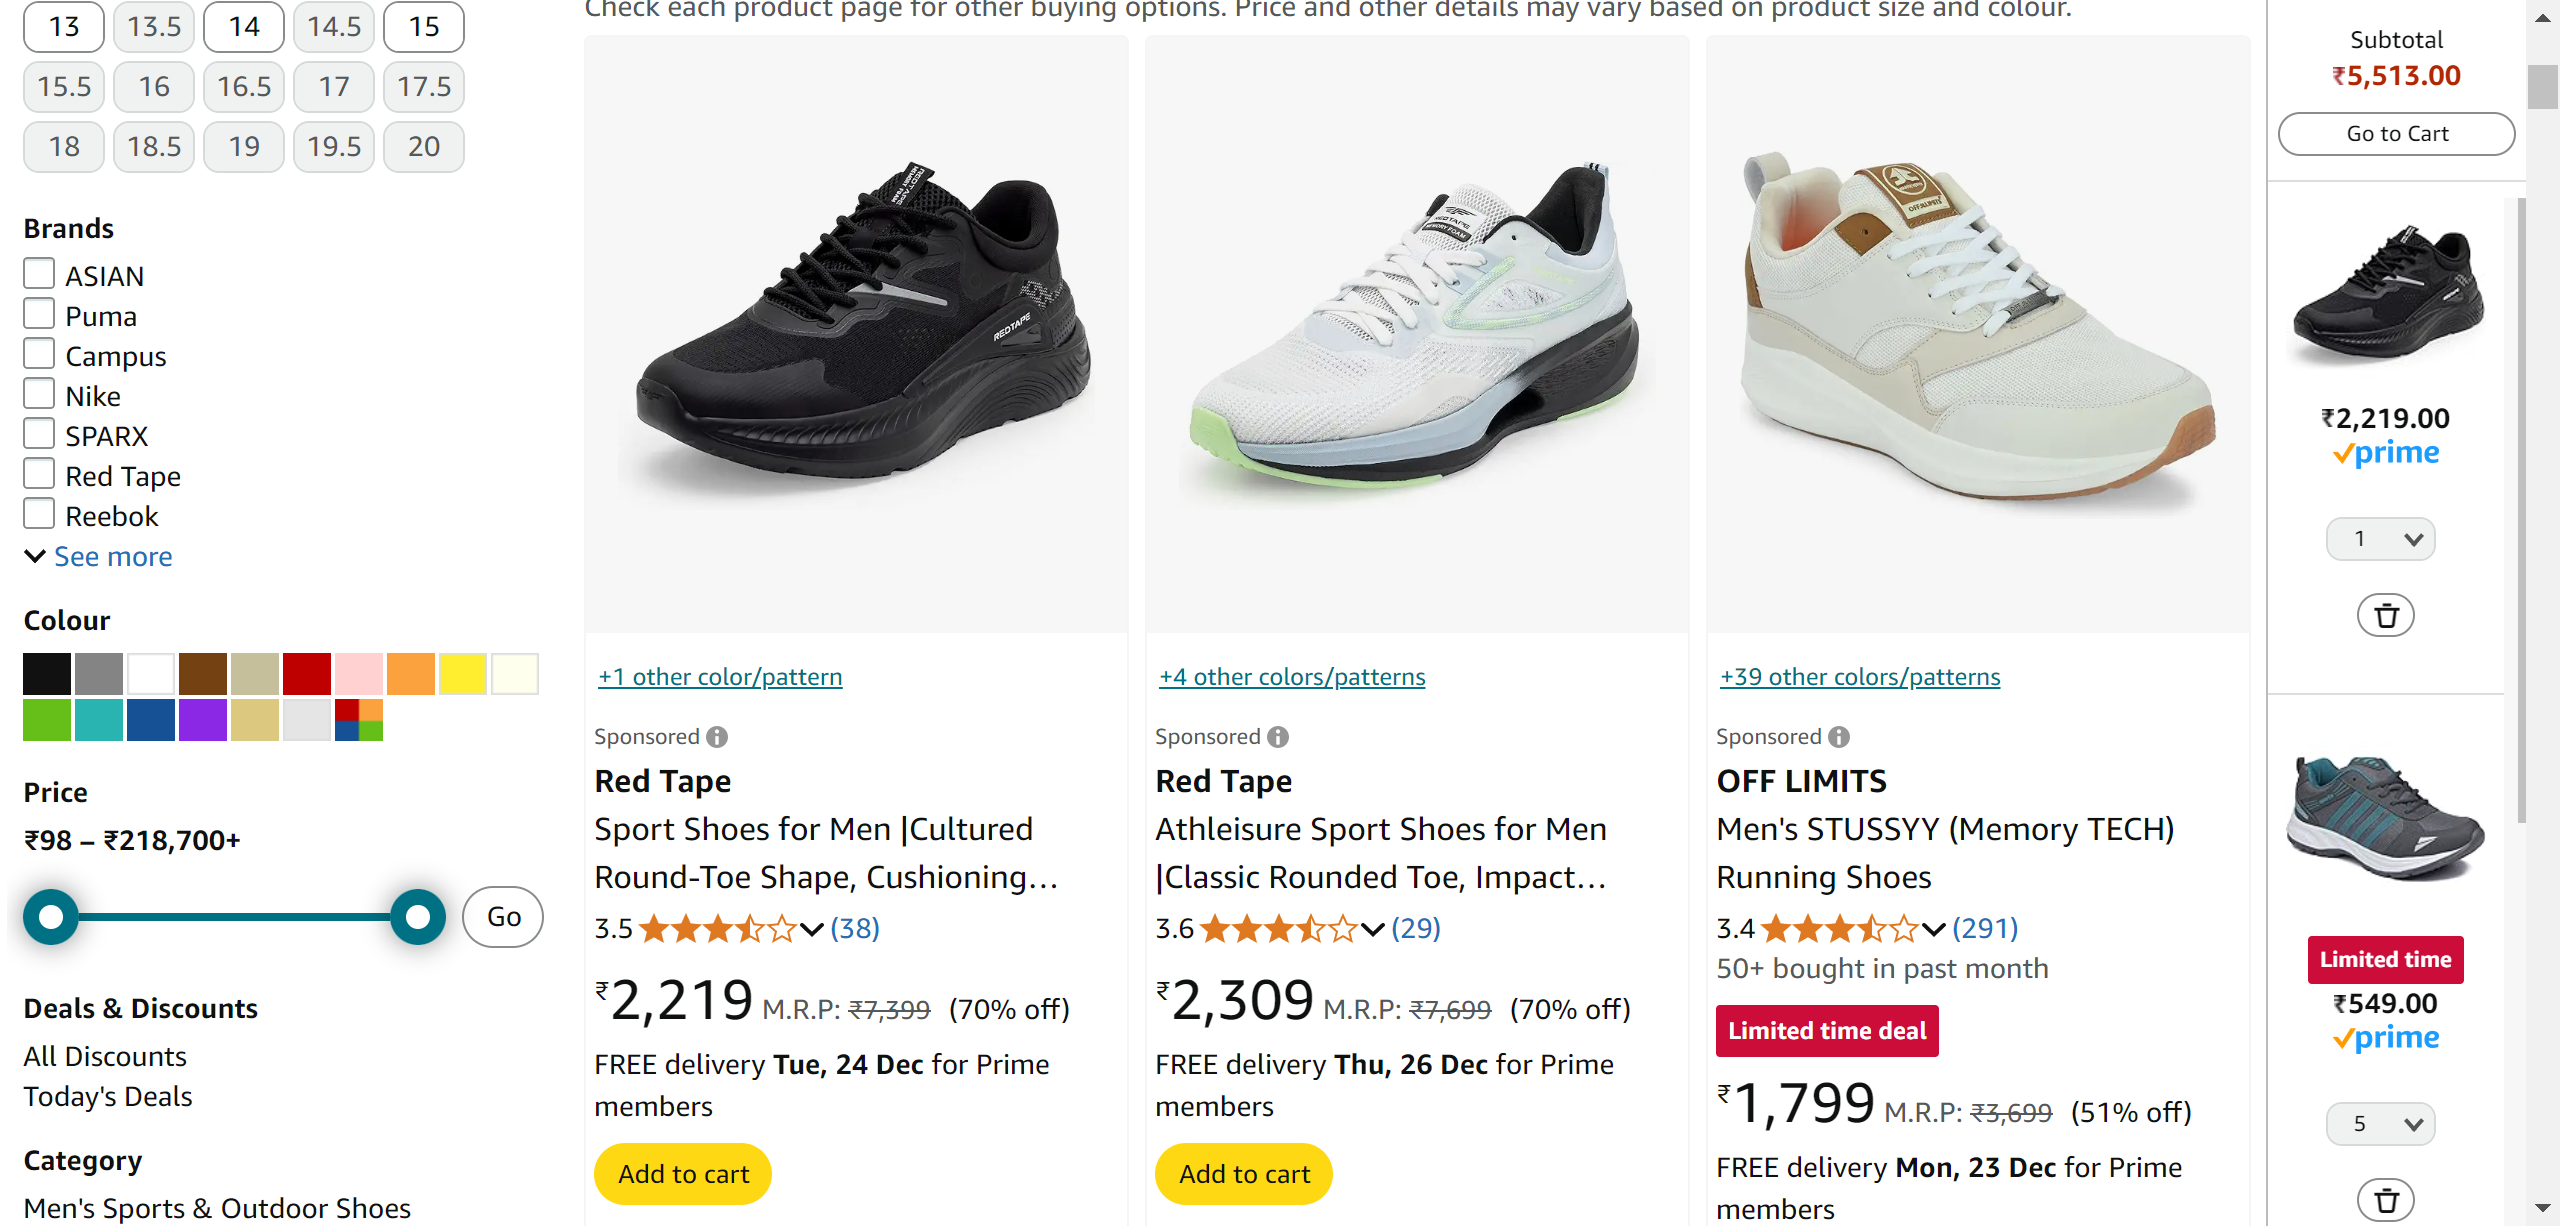 13 13.5 14 14.5 15
15.5 16 16.5 17 17.5
18 18.5 19 19.5 20
Brands
ASIAN
Puma
Campus
Nike
SPARX
Red Tape
Reebok
See more
Colour
Price
₹98 – ₹218,700+
Go
Deals & Discounts
All Discounts
Today's Deals
Category
Men's Sports & Outdoor Shoes
Check each product page for other buying options. Price and other details may vary based on product size and colour.
REDTAPE
+1 other color/pattern
Sponsored
Red Tape
Sport Shoes for Men |Cultured
Round-Toe Shape, Cushioning...
3.5 (38)
₹2,219 M.R.P: ₹7,399 (70% off)
FREE delivery Tue, 24 Dec for Prime
members
Add to cart
REDTAPE
MEMORY FOAM
+4 other colors/patterns
Sponsored
Red Tape
Athleisure Sport Shoes for Men
|Classic Rounded Toe, Impact...
3.6 (29)
₹2,309 M.R.P: ₹7,699 (70% off)
FREE delivery Thu, 26 Dec for Prime
members
Add to cart
OFF LIMITS
+39 other colors/patterns
Sponsored
OFF LIMITS
Men's STUSSYY (Memory TECH)
Running Shoes
3.4 (291)
50+ bought in past month
Limited time deal
₹1,799 M.R.P: ₹3,699 (51% off)
FREE delivery Mon, 23 Dec for Prime
members
Subtotal
₹5,513.00
Go to Cart
₹2,219.00
prime
1
Limited time
₹549.00
prime
5